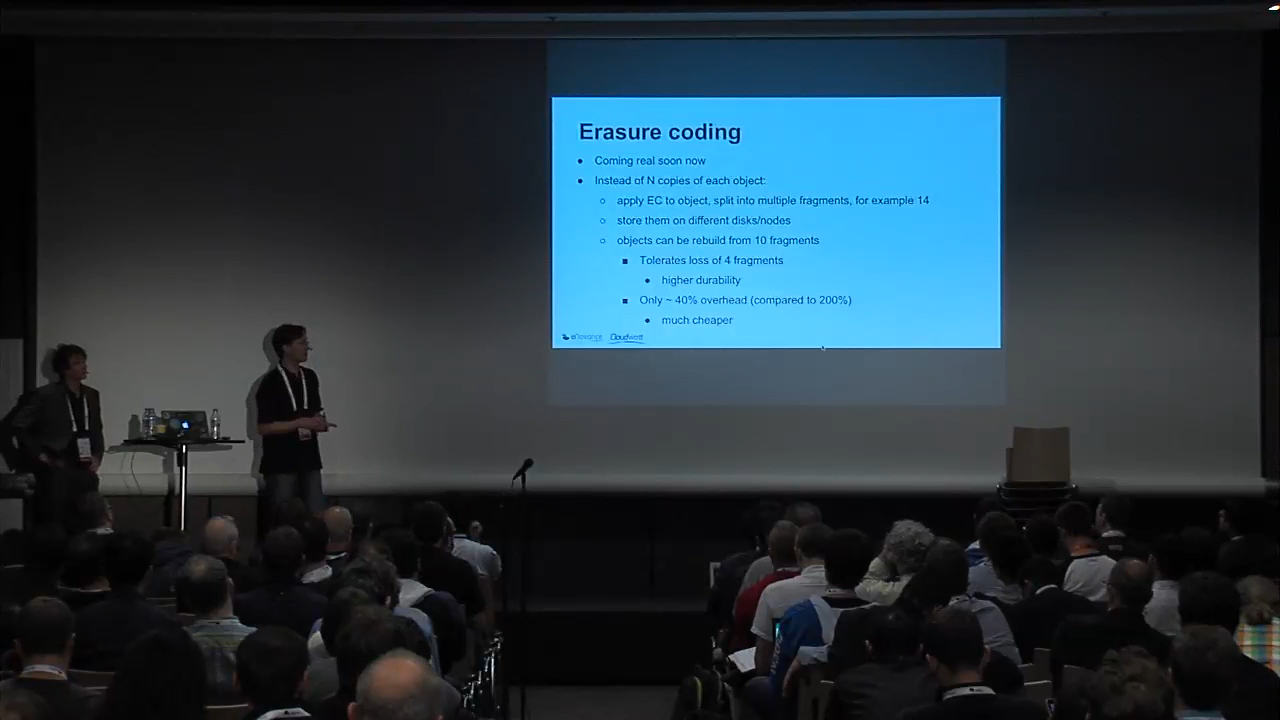 Erasure coding
Coming real soon now
Instead of N copies of each object:
apply EC to object, split into multiple fragments, for example 14
store them on different disks/nodes
objects can be rebuild from 10 fragments
Tolerates loss of 4 fragments
higher durability
Only ~ 40% overhead (compared to 200%)
much cheaper
eNovance Cloudwatt